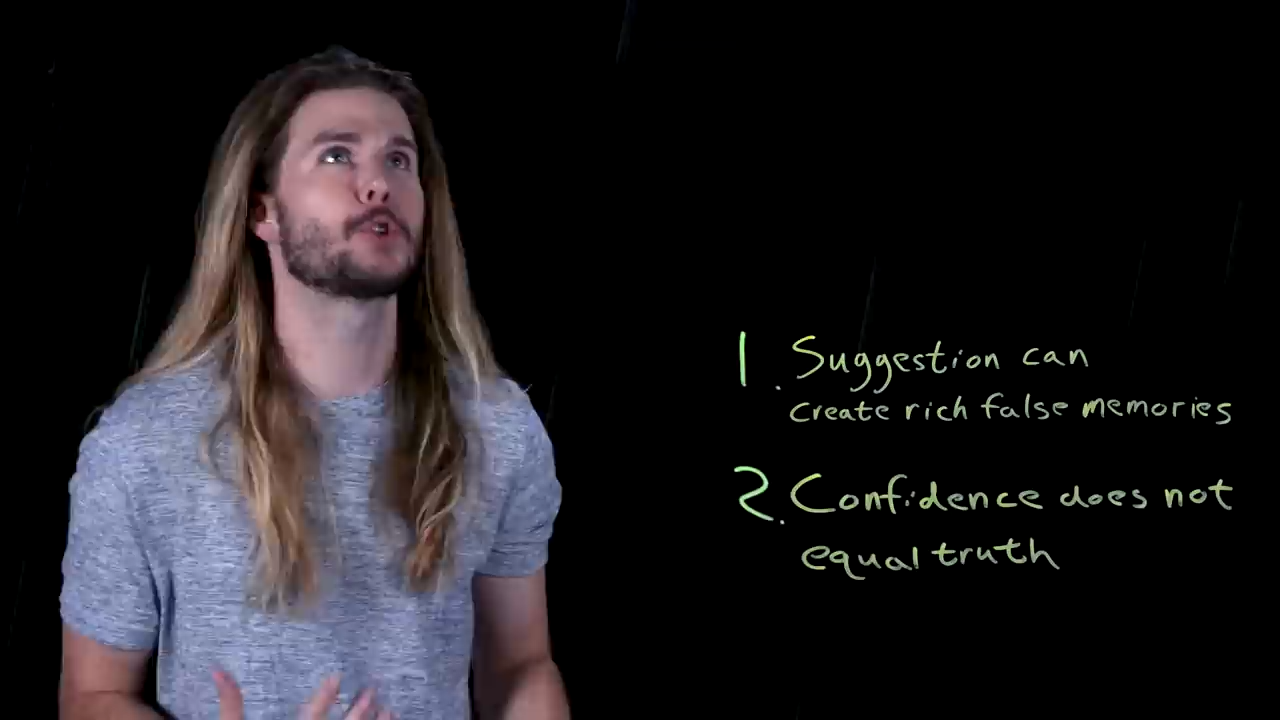 1. Suggestion can
create rich false memories
2. Confidence does not
equal truth